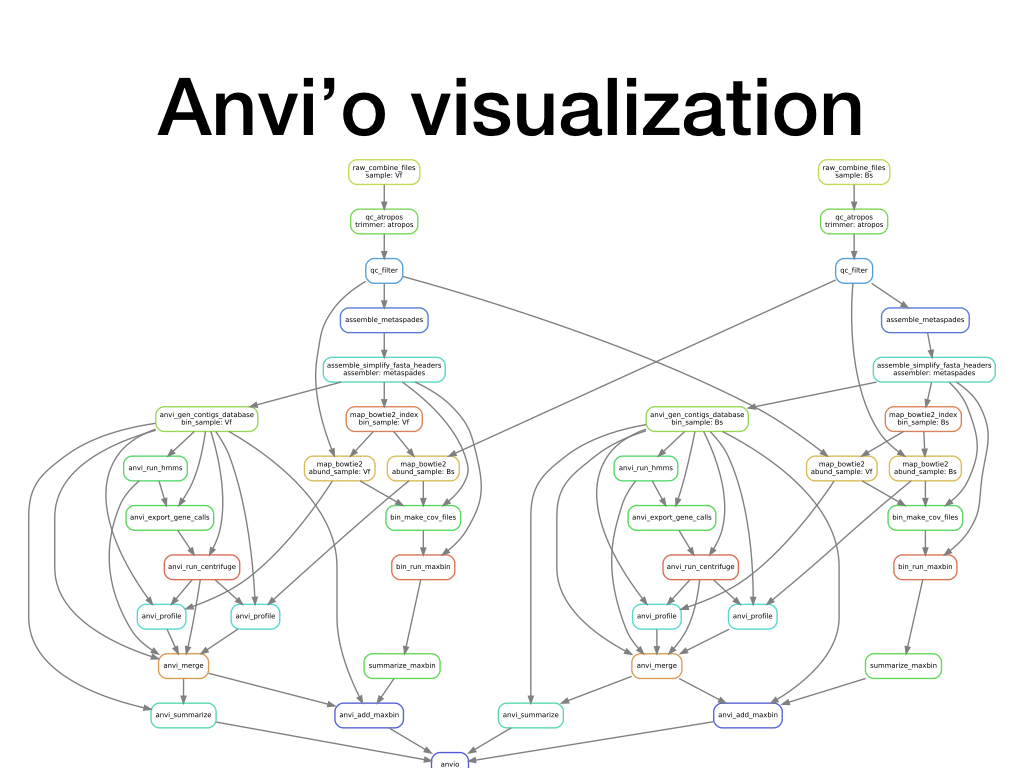 Anvi’o visualization
raw_combine_files
sample: Vf
raw_combine_files
sample: Bs
qc_atropos
trimmer: atropos
qc_atropos
trimmer: atropos
qc_filter
qc_filter
assemble_metaspades
assemble_metaspades
assemble_simplify_fasta_headers
assembler: metaspades
assemble_simplify_fasta_headers
assembler: metaspades
anvi_gen_contigs_database
bin_sample: Vf
map_bowtie2_index
bin_sample: Vf
anvi_gen_contigs_database
bin_sample: Bs
map_bowtie2_index
bin_sample: Bs
anvi_run_hmms
map_bowtie2
abund_sample: Vf
map_bowtie2
abund_sample: Bs
anvi_run_hmms
map_bowtie2
abund_sample: Vf
map_bowtie2
abund_sample: Bs
anvi_export_gene_calls
bin_make_cov_files
anvi_export_gene_calls
bin_make_cov_files
anvi_run_centrifuge
bin_run_maxbin
anvi_run_centrifuge
bin_run_maxbin
anvi_profile
anvi_profile
anvi_profile
anvi_profile
anvi_merge
summarize_maxbin
anvi_merge
summarize_maxbin
anvi_summarize
anvi_add_maxbin
anvi_summarize
anvi_add_maxbin
anvio